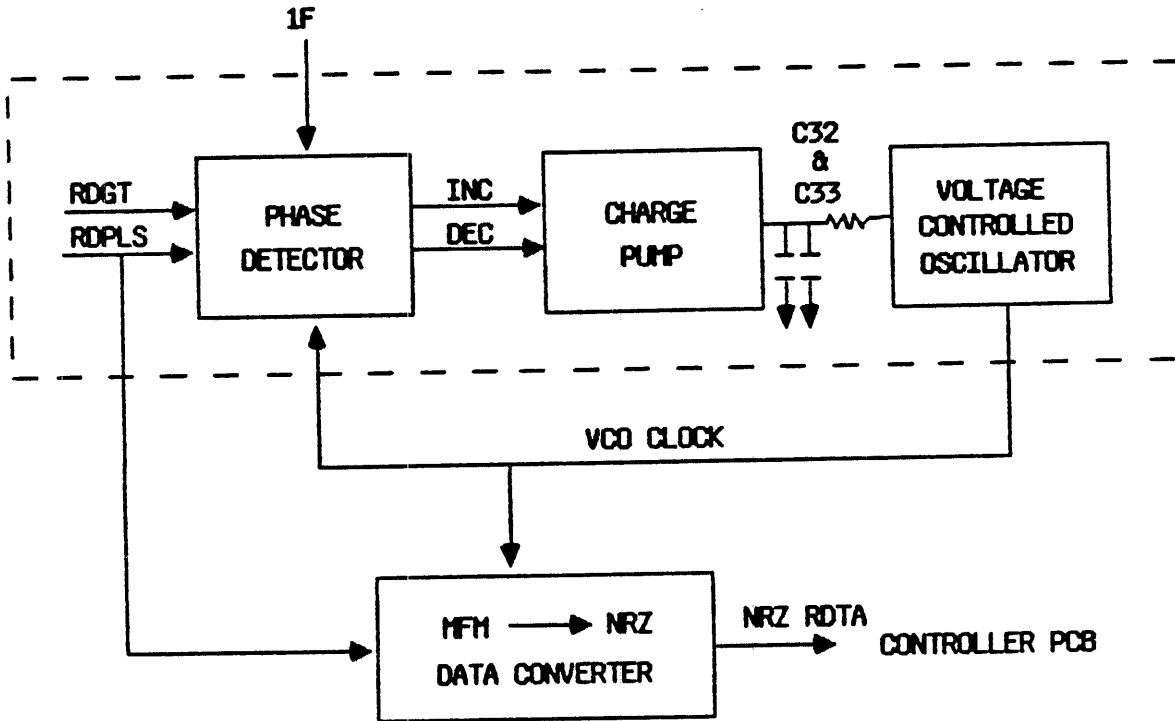 1F
RDGT
RDPLS
PHASE
DETECTOR
INC
DEC
CHARGE
PUMP
C32
&
C33
VOLTAGE
CONTROLLED
OSCILLATOR
VCO CLOCK
MFM NRZ
DATA CONVERTER
NRZ RDTA
CONTROLLER PCB